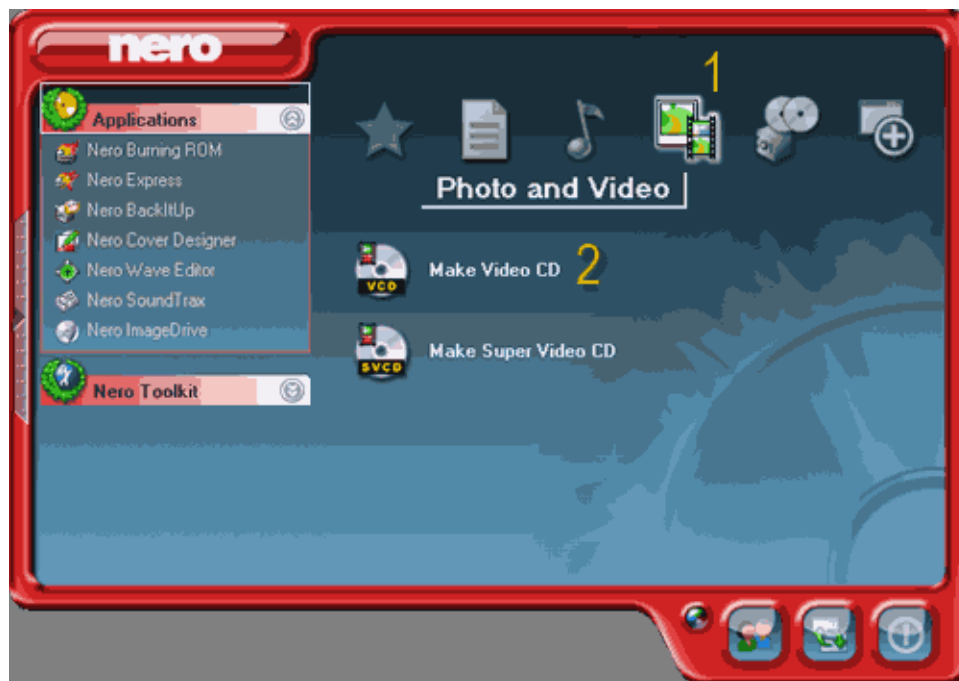 nero
1
Applications
Nero Burning ROM
Nero Express
Nero BackItUp
Nero Cover Designer
Nero Wave Editor
Nero SoundTrax
Nero ImageDrive
Nero Toolkit
Photo and Video
Make Video CD 2
VCD
Make Super Video CD
SVCD